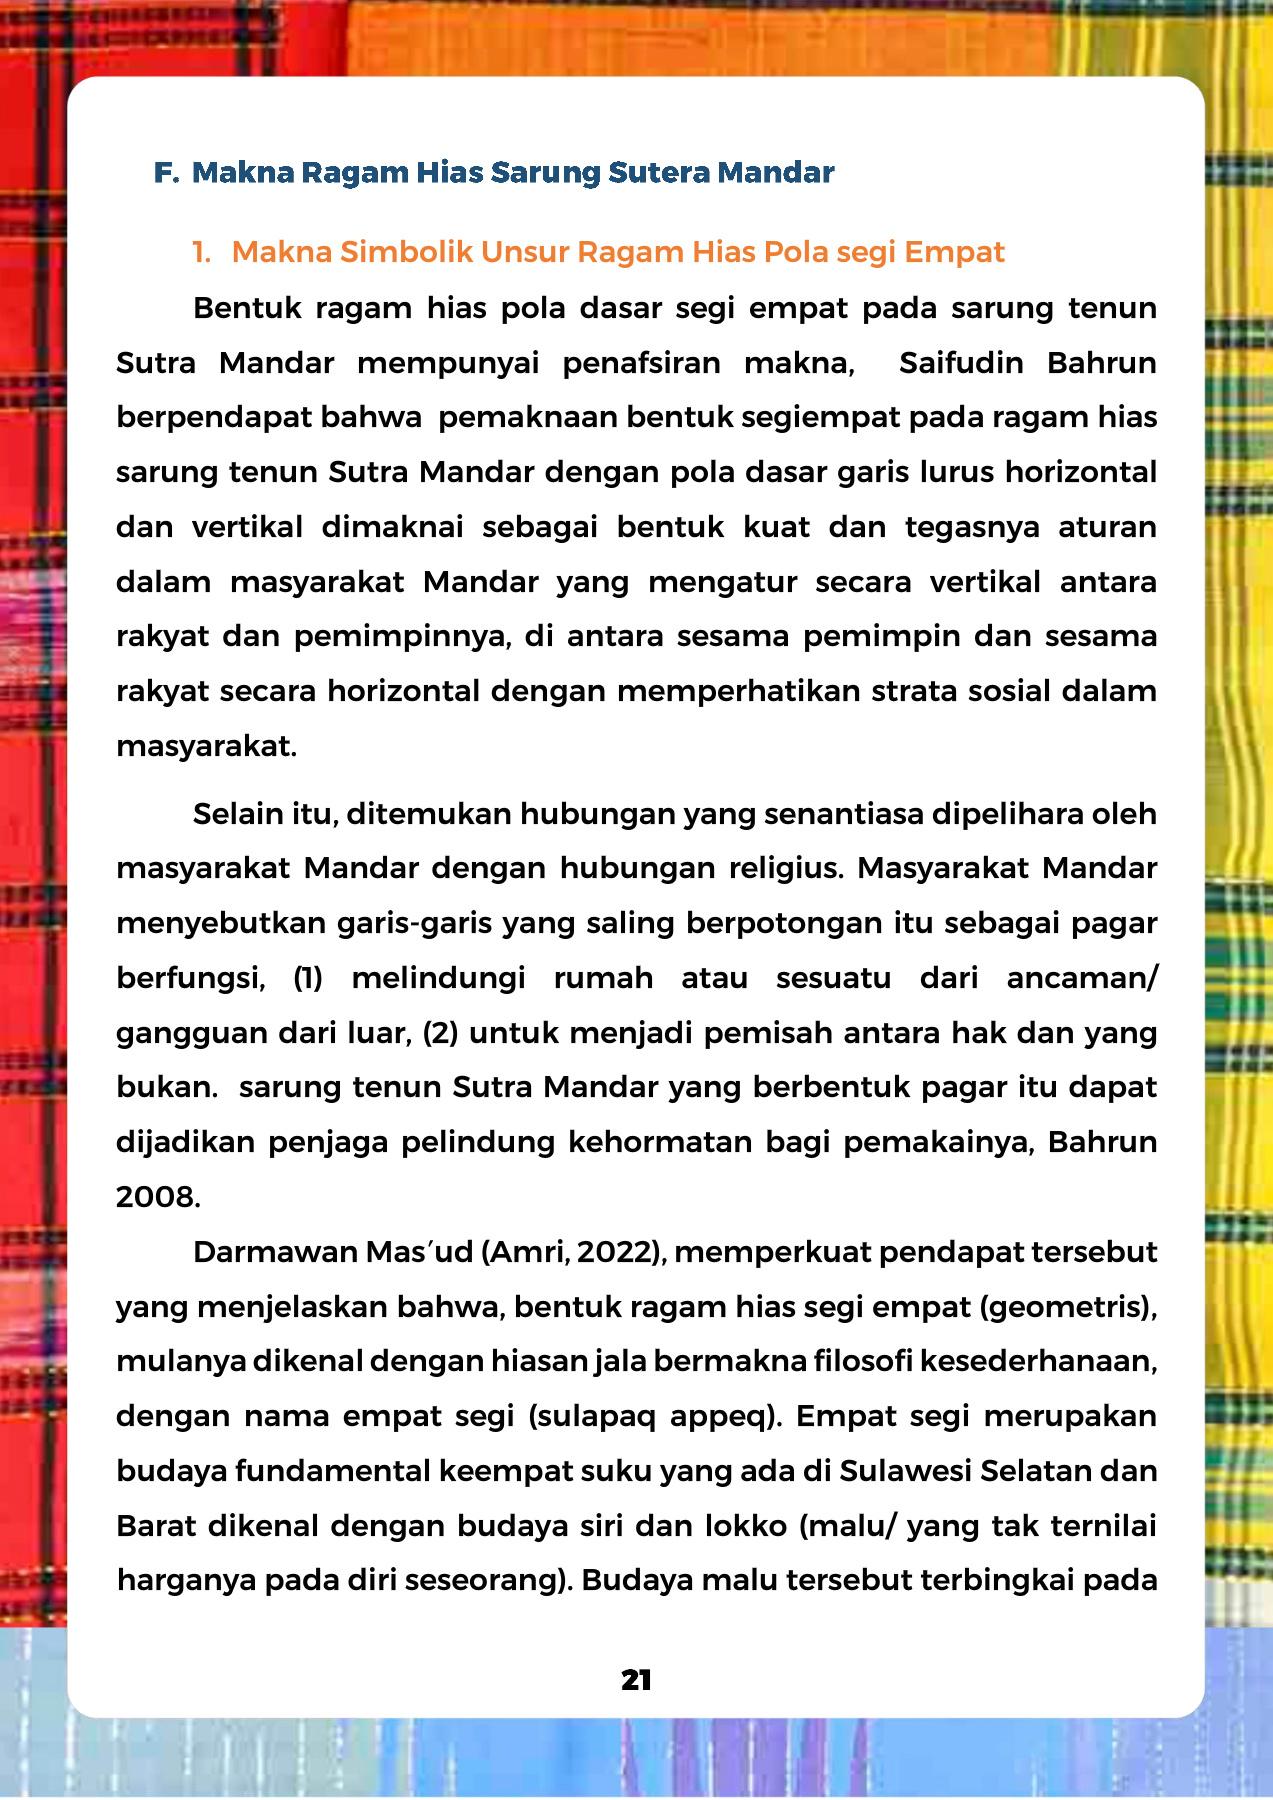 F. Makna Ragam Hias Sarung Sutera Mandar
1. Makna Simbolik Unsur Ragam Hias Pola segi Empat
Bentuk ragam hias pola dasar segi empat pada sarung tenun
Sutra Mandar mempunyai penafsiran makna, Saifudin Bahrun
berpendapat bahwa pemaknaan bentuk segiempat pada ragam hias
sarung tenun Sutra Mandar dengan pola dasar garis lurus horizontal
dan vertikal dimaknai sebagai bentuk kuat dan tegasnya aturan
dalam masyarakat Mandar yang mengatur secara vertikal antara
rakyat dan pemimpinnya, di antara sesama pemimpin dan sesama
rakyat secara horizontal dengan memperhatikan strata sosial dalam
masyarakat.
Selain itu, ditemukan hubungan yang senantiasa dipelihara oleh
masyarakat Mandar dengan hubungan religius. Masyarakat Mandar
menyebutkan garis-garis yang saling berpotongan itu sebagai pagar
berfungsi, (1) melindungi rumah atau sesuatu dari ancaman/
gangguan dari luar, (2) untuk menjadi pemisah antara hak dan yang
bukan. sarung tenun Sutra Mandar yang berbentuk pagar itu dapat
dijadikan penjaga pelindung kehormatan bagi pemakainya, Bahrun
2008.
Darmawan Mas′ud (Amri, 2022), memperkuat pendapat tersebut
yang menjelaskan bahwa, bentuk ragam hias segi empat (geometris),
mulanya dikenal dengan hiasan jala bermakna filosofi kesederhanaan,
dengan nama empat segi (sulapaq appeq). Empat segi merupakan
budaya fundamental keempat suku yang ada di Sulawesi Selatan dan
Barat dikenal dengan budaya siri dan lokko (malu/ yang tak ternilai
harganya pada diri seseorang). Budaya malu tersebut terbingkai pada
21